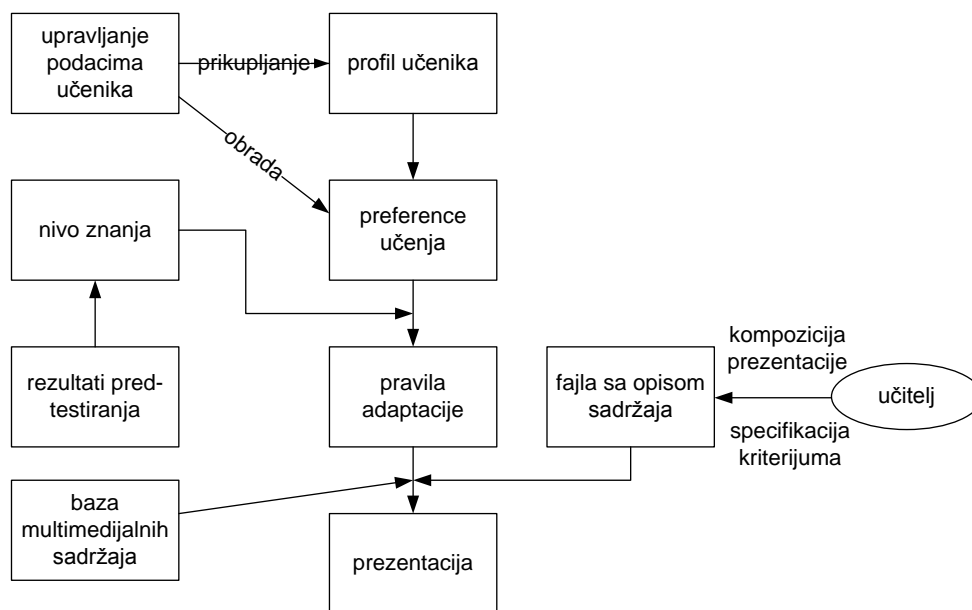 upravljanje
podacima
učenika
prikupljanje
profil učenika
obrada
nivo znanja
preference
učenja
rezultati pred-
testiranja
pravila
adaptacije
fajla sa opisom
sadržaja
kompozicija
prezentacije
učitelj
specifikacija
kriterijuma
baza
multimedijalnih
sadržaja
prezentacija